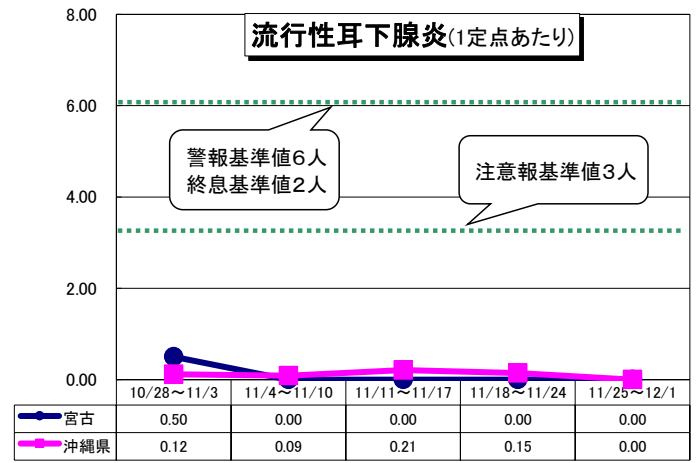 流行性耳下腺炎(1定点あたり)
8.00
6.00
警報基準値6人
終息基準値2人
注意報基準値3人
4.00
2.00
0.00
10/28～11/3 11/4～11/10 11/11～11/17 11/18～11/24 11/25～12/1
宮古 0.50 0.00 0.00 0.00 0.00
沖縄県 0.12 0.09 0.21 0.15 0.00